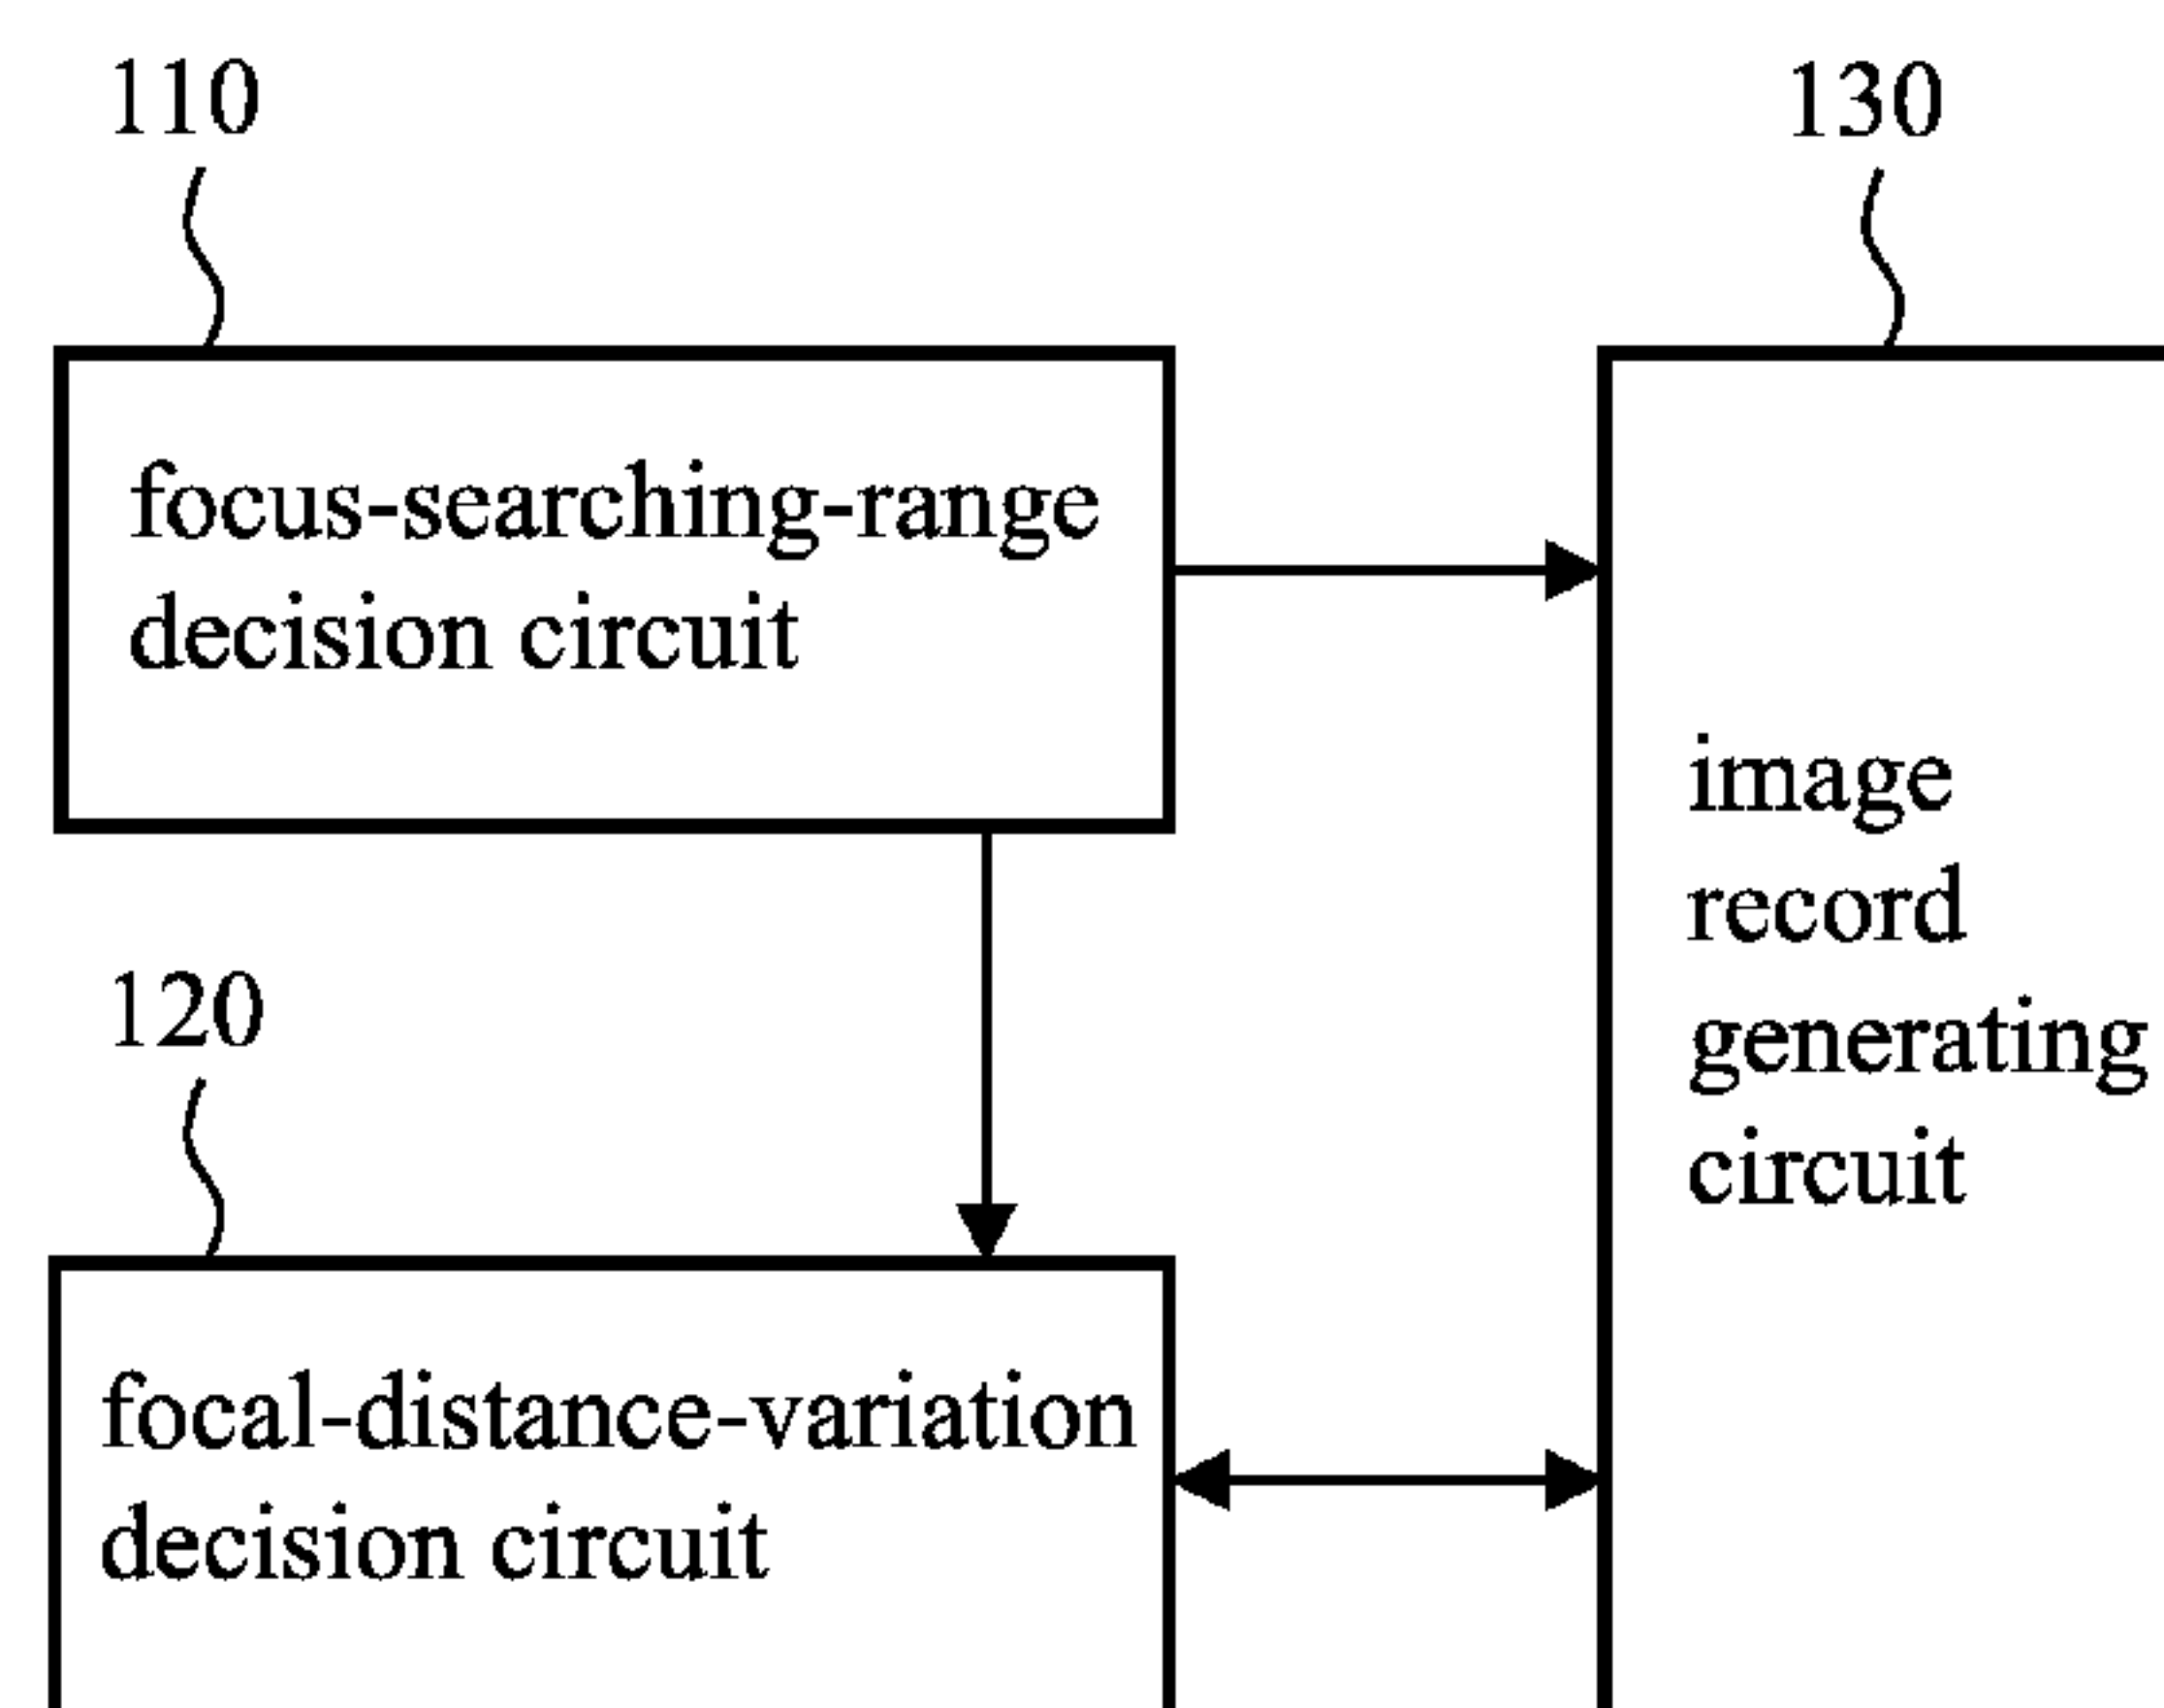 110
focus-searching-range
decision circuit
120
focal-distance-variation
decision circuit
130
image
record
generating
circuit